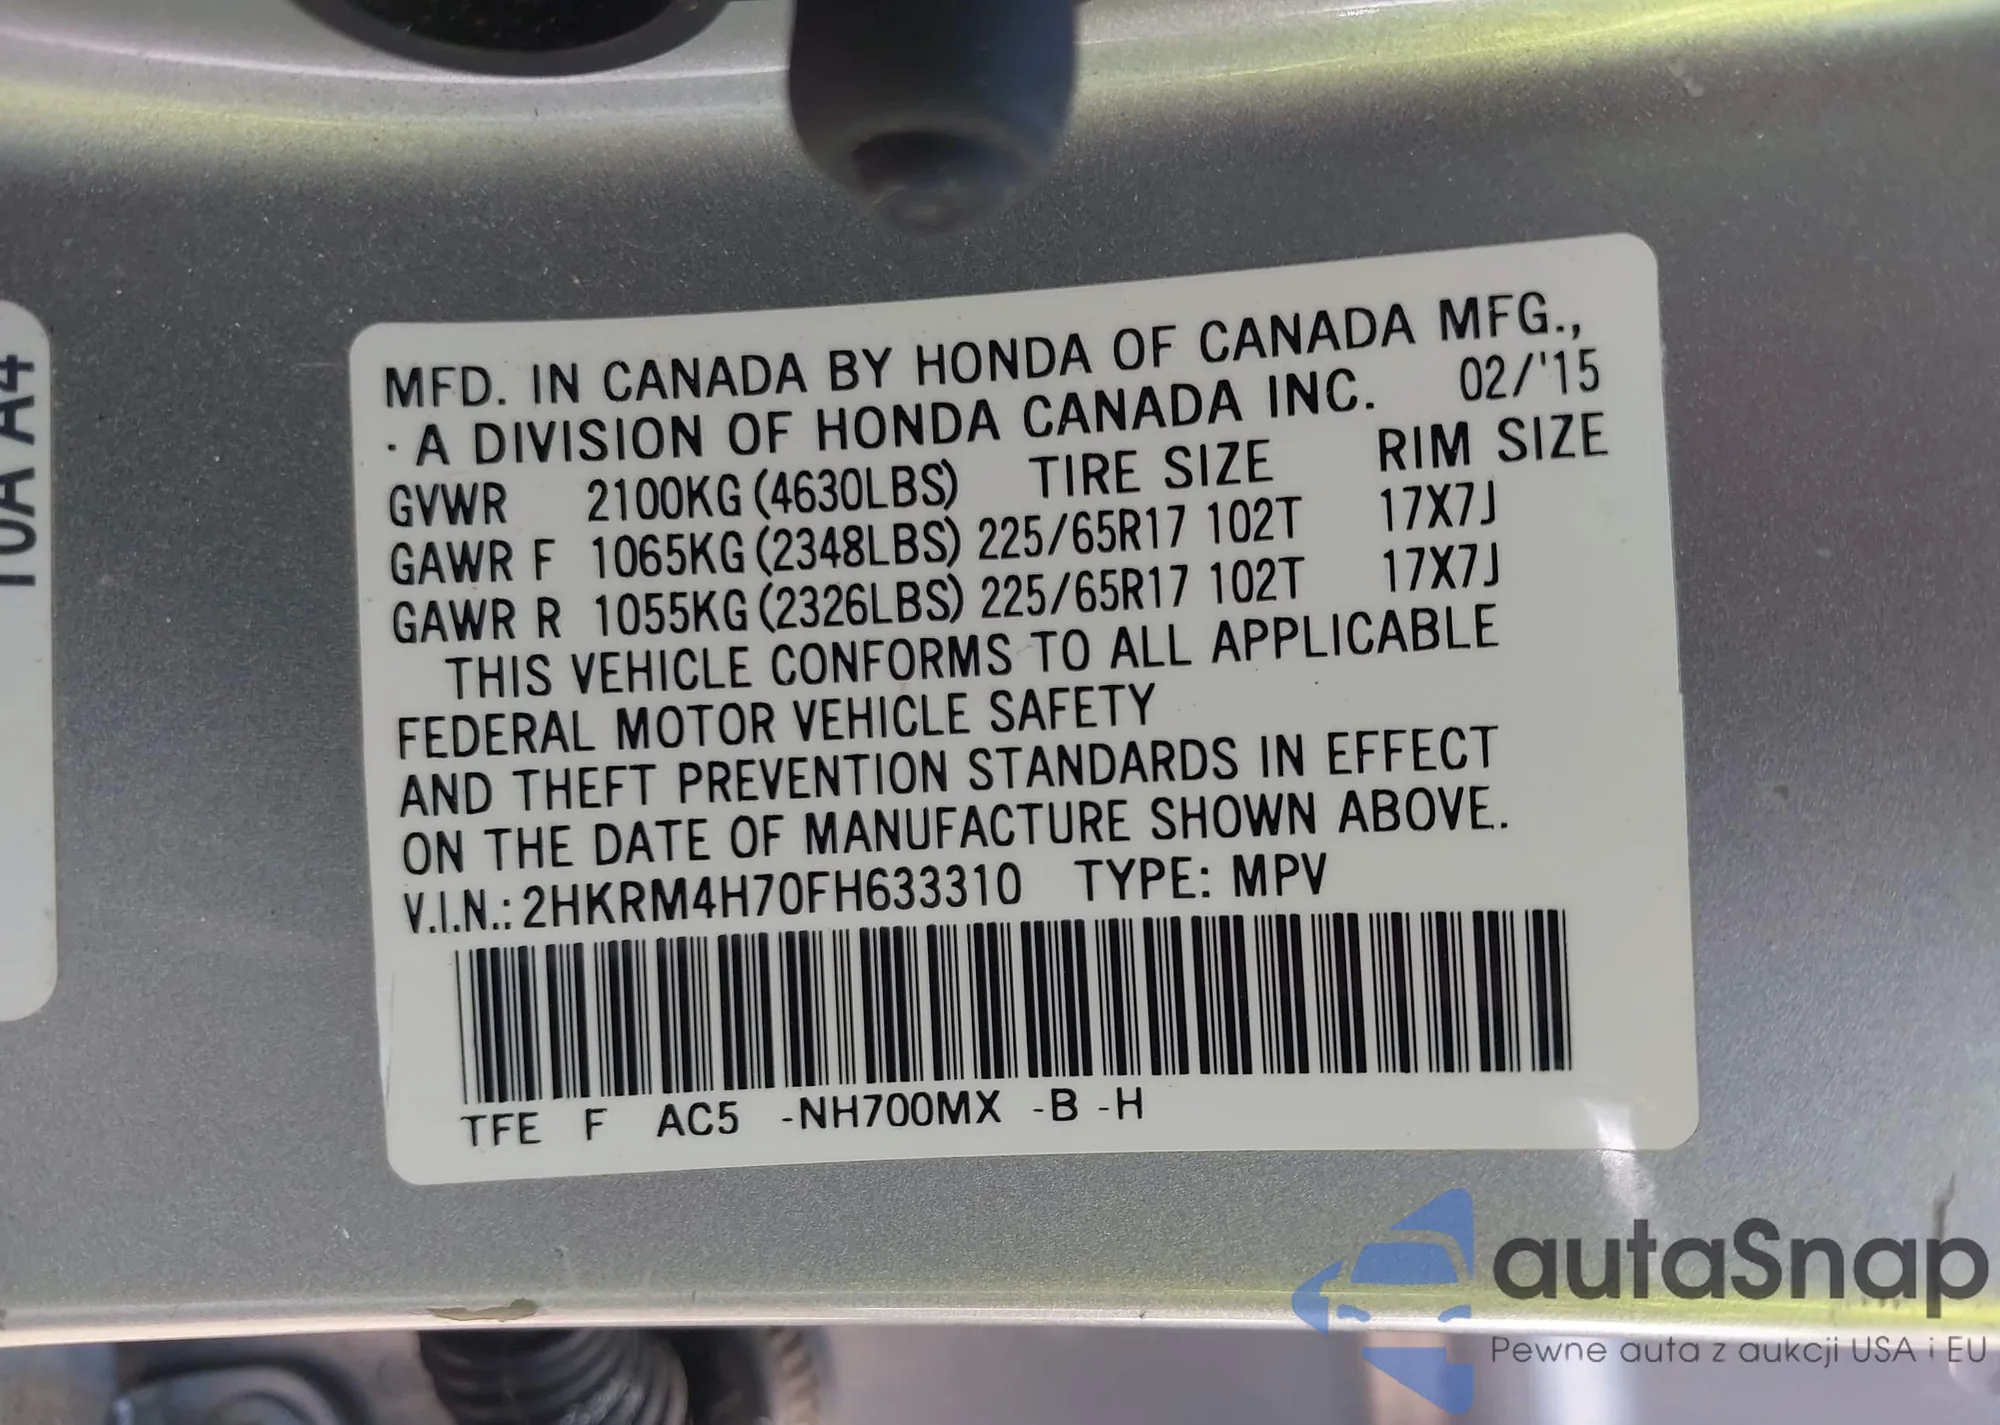 MFD. IN CANADA BY HONDA OF CANADA MFG.,
· A DIVISION OF HONDA CANADA INC. 02/'15
GVWR 2100KG (4630LBS) TIRE SIZE RIM SIZE
GAWR F 1065KG (2348LBS) 225/65R17 102T 17X7J
GAWR R 1055KG (2326LBS) 225/65R17 102T 17X7J
THIS VEHICLE CONFORMS TO ALL APPLICABLE
FEDERAL MOTOR VEHICLE SAFETY
AND THEFT PREVENTION STANDARDS IN EFFECT
ON THE DATE OF MANUFACTURE SHOWN ABOVE.
V.I.N.: 2HKRM4H70FH633310 TYPE: MPV
TFE F AC5 -NH700MX -B -H
autaSnap
Pewne auta z aukcji USA i EU